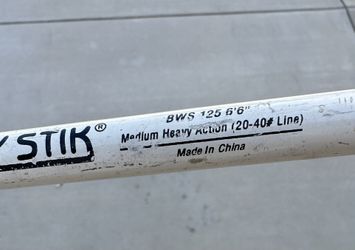 STIK®
BWS 125 6'6"
Medium Heavy Action (20-40# Line)
Made In China